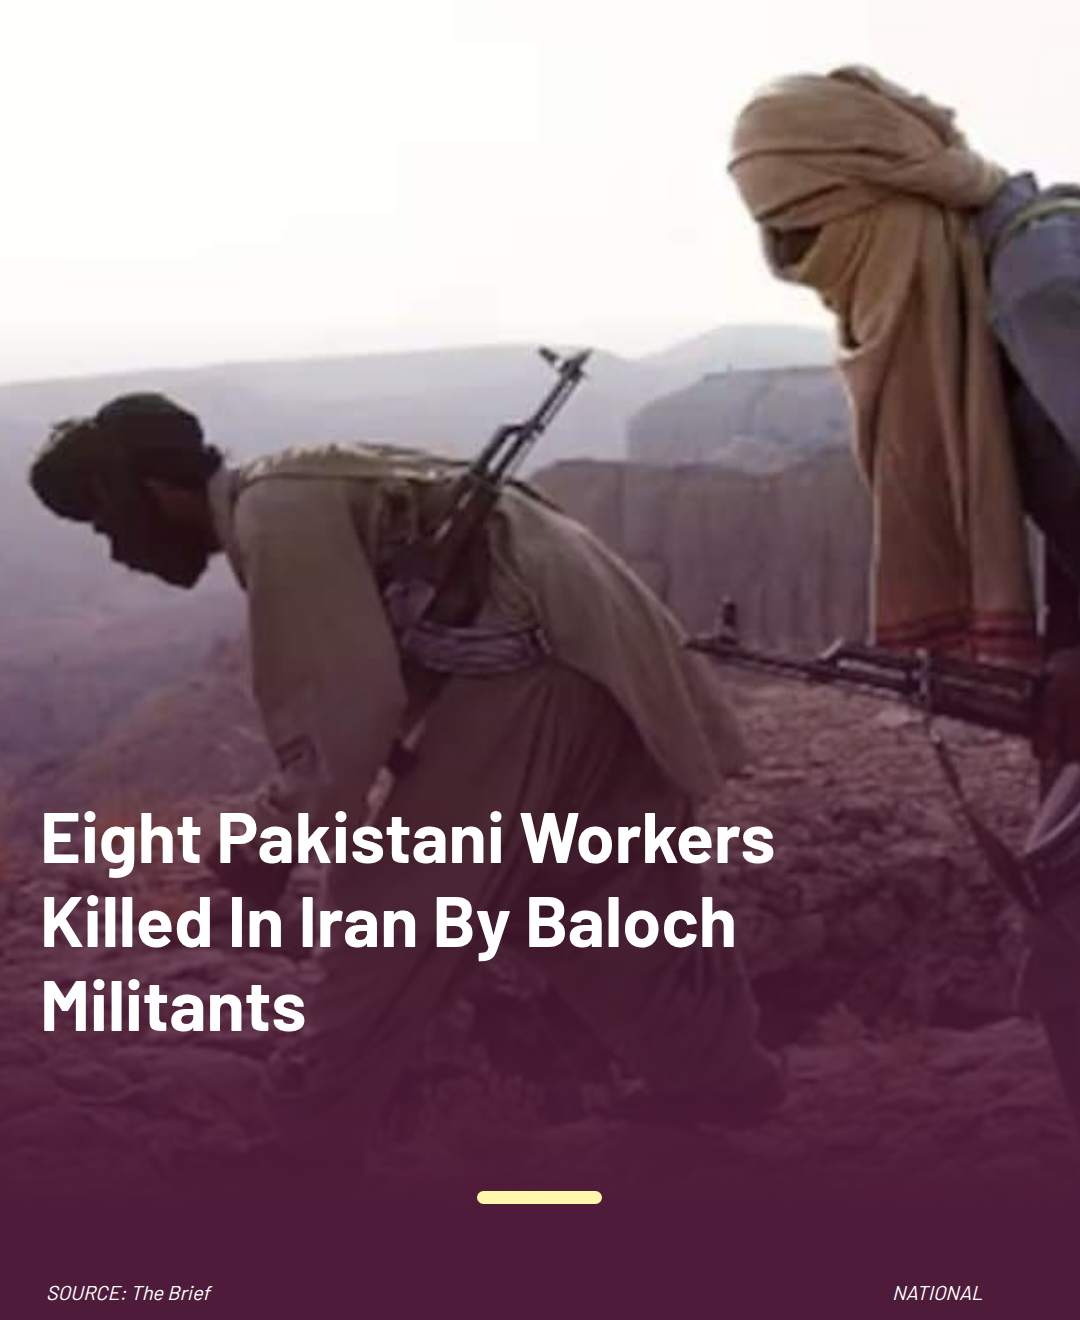 Eight Pakistani Workers
Killed In Iran By Baloch
Militants
SOURCE: The Brief
NATIONAL